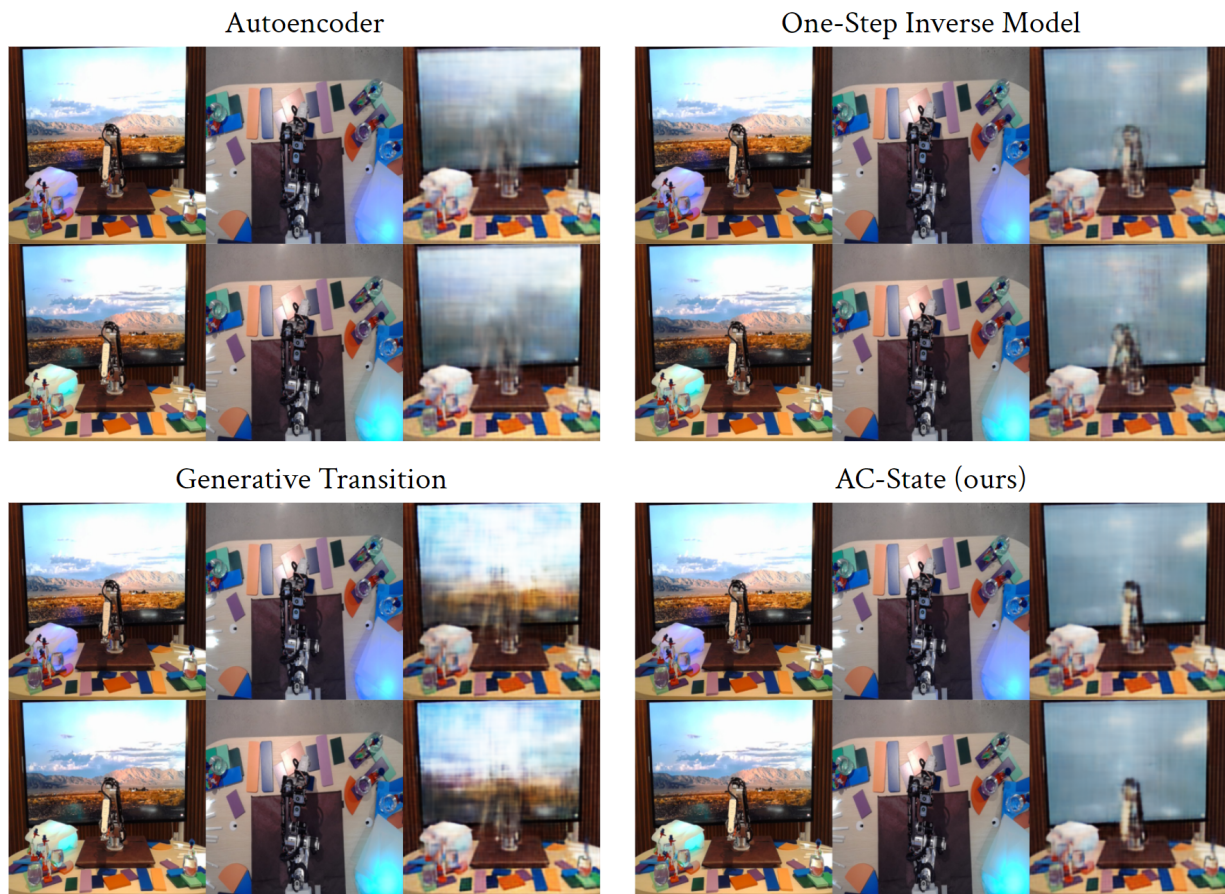 Autoencoder
One-Step Inverse Model
Generative Transition
AC-State (ours)